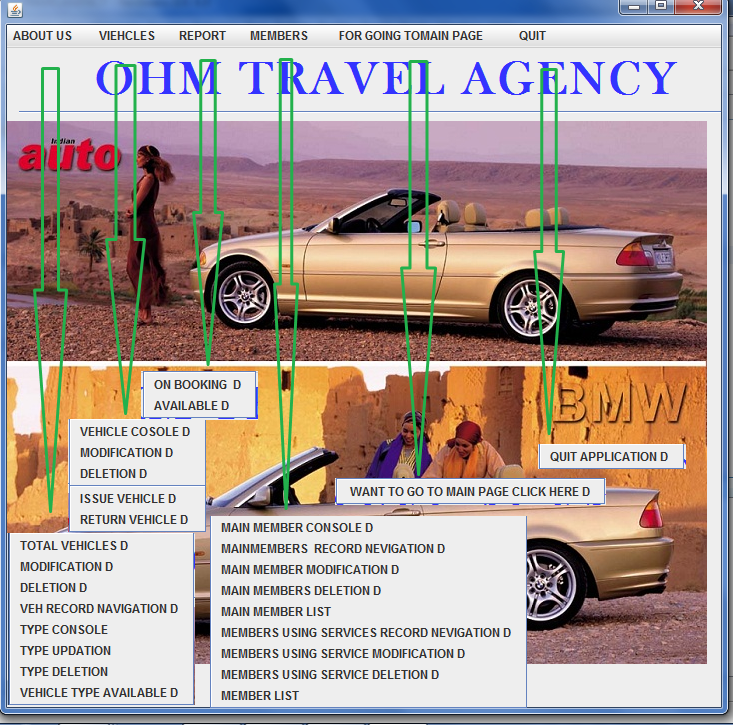 ABOUT US VIEHCLES REPORT MEMBERS FOR GOING TOMAIN PAGE QUIT
OHM TRAVEL AGENCY
Indian
auto
BMW
ON BOOKING D
AVAILABLE D
VEHICLE COSOLE D
MODIFICATION D
DELETION D
ISSUE VEHICLE D
RETURN VEHICLE D
QUIT APPLICATION D
WANT TO GO TO MAIN PAGE CLICK HERE D
TOTAL VEHICLES D
MODIFICATION D
DELETION D
VEH RECORD NAVIGATION D
TYPE CONSOLE
TYPE UPDATION
TYPE DELETION
VEHICLE TYPE AVAILABLE D
MAIN MEMBER CONSOLE D
MAINMEMBERS RECORD NEVIGATION D
MAIN MEMBER MODIFICATION D
MAIN MEMBERS DELETION D
MAIN MEMBER LIST
MEMBERS USING SERVICES RECORD NEVIGATION D
MEMBERS USING SERVICE MODIFICATION D
MEMBERS USING SERVICE DELETION D
MEMBER LIST